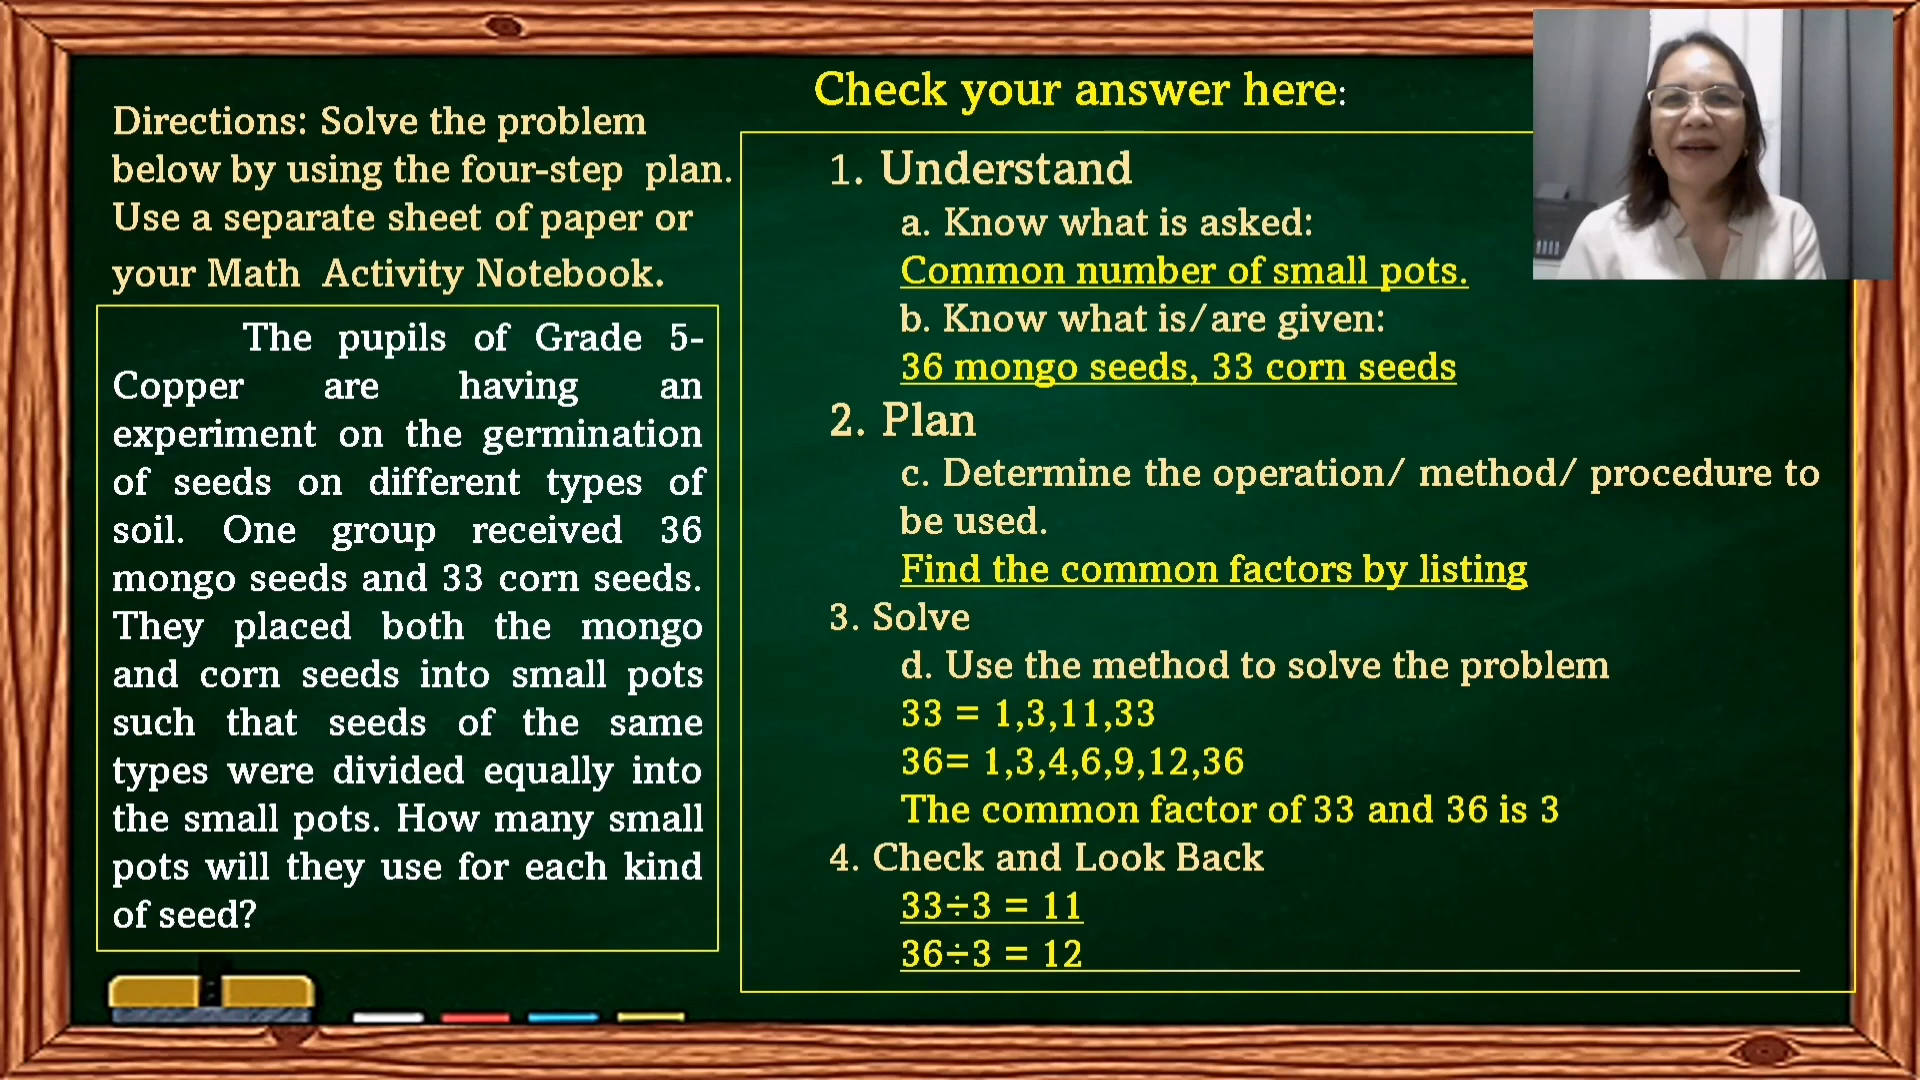 Directions: Solve the problem
below by using the four-step plan.
Use a separate sheet of paper or
your Math Activity Notebook.
The pupils of Grade 5-
Copper are having an
experiment on the germination
of seeds on different types of
soil. One group received 36
mongo seeds and 33 corn seeds.
They placed both the mongo
and corn seeds into small pots
such that seeds of the same
types were divided equally into
the small pots. How many small
pots will they use for each kind
of seed?
Check your answer here:
1. Understand
a. Know what is asked:
Common number of small pots.
b. Know what is/are given:
36 mongo seeds, 33 corn seeds
2. Plan
c. Determine the operation/ method/ procedure to
be used.
Find the common factors by listing
3. Solve
d. Use the method to solve the problem
33 = 1,3,11,33
36= 1,3,4,6,9,12,36
The common factor of 33 and 36 is 3
4. Check and Look Back
33÷3 = 11
36÷3 = 12